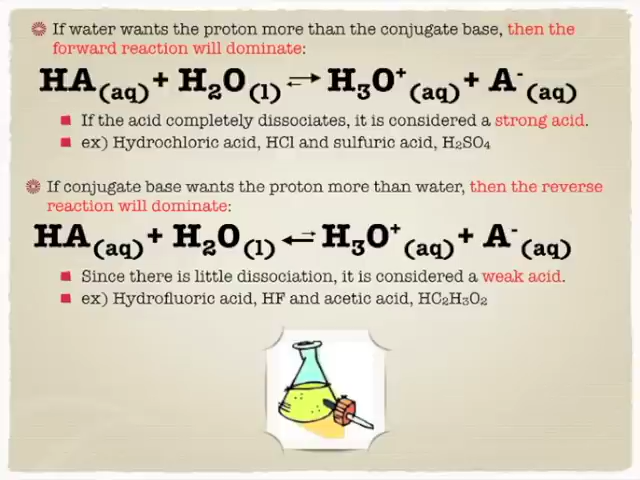 If water wants the proton more than the conjugate base, then the
forward reaction will dominate:
HA(aq) + H₂O(l) ⇌ H₃O⁺(aq) + A⁻(aq)
If the acid completely dissociates, it is considered a strong acid.
ex) Hydrochloric acid, HCl and sulfuric acid, H₂SO₄
If conjugate base wants the proton more than water, then the reverse
reaction will dominate:
HA(aq) + H₂O(l) ⇌ H₃O⁺(aq) + A⁻(aq)
Since there is little dissociation, it is considered a weak acid.
ex) Hydrofluoric acid, HF and acetic acid, HC₂H₃O₂